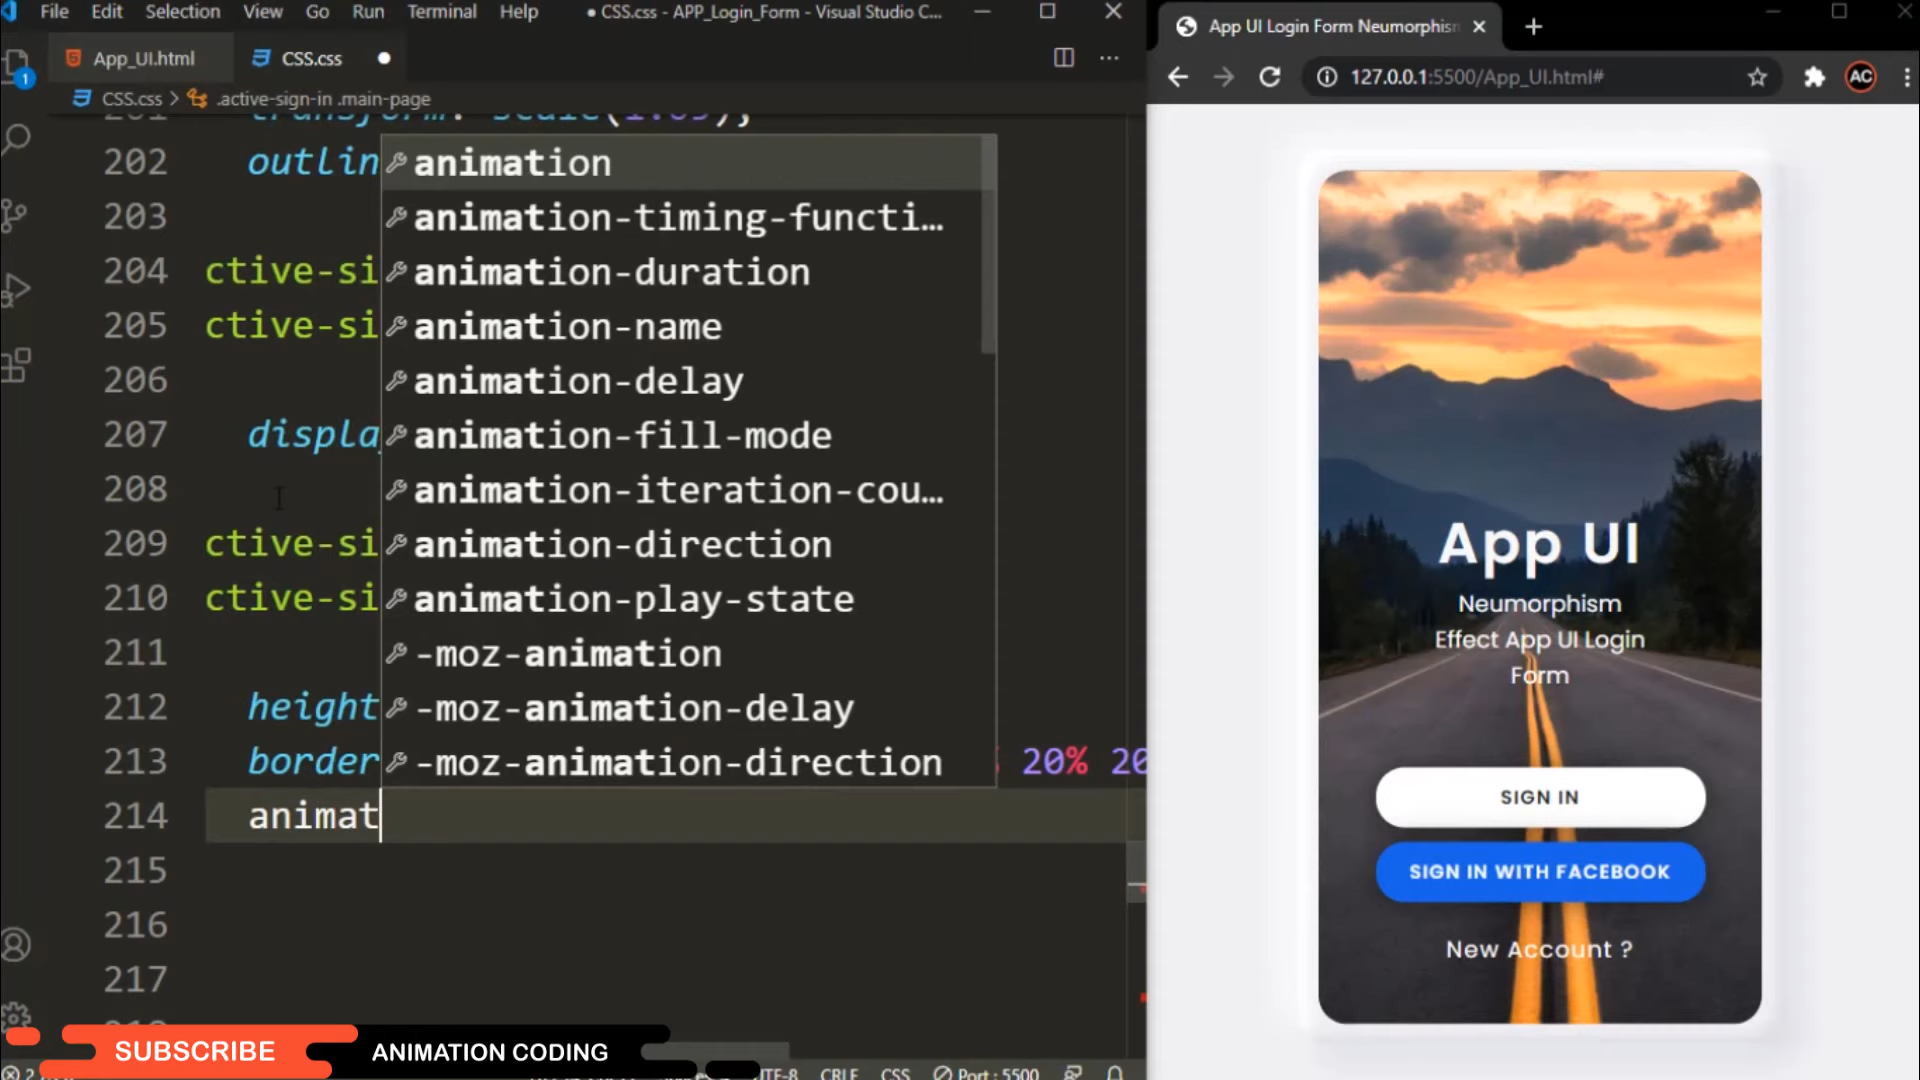 File Edit Selection View Go Run Terminal Help
● CSS.css - APP_Login_Form - Visual Studio C...
App_UI.html
CSS.css
1
CSS.css > .active-sign-in .main-page
202 outlin
203
204 ctive-si
205 ctive-si
206
207 displa
208
209 ctive-si
210 ctive-si
211
212 height
213 border 20% 20
214 animat
215
216
217
animation
animation-timing-functi...
animation-duration
animation-name
animation-delay
animation-fill-mode
animation-iteration-cou...
animation-direction
animation-play-state
-moz-animation
-moz-animation-delay
-moz-animation-direction
SUBSCRIBE
ANIMATION CODING
UTF-8 CRLF CSS Port : 5500
App UI Login Form Neumorphism
127.0.0.1:5500/App_UI.html#
AC
App UI
Neumorphism
Effect App UI Login
Form
SIGN IN
SIGN IN WITH FACEBOOK
New Account ?